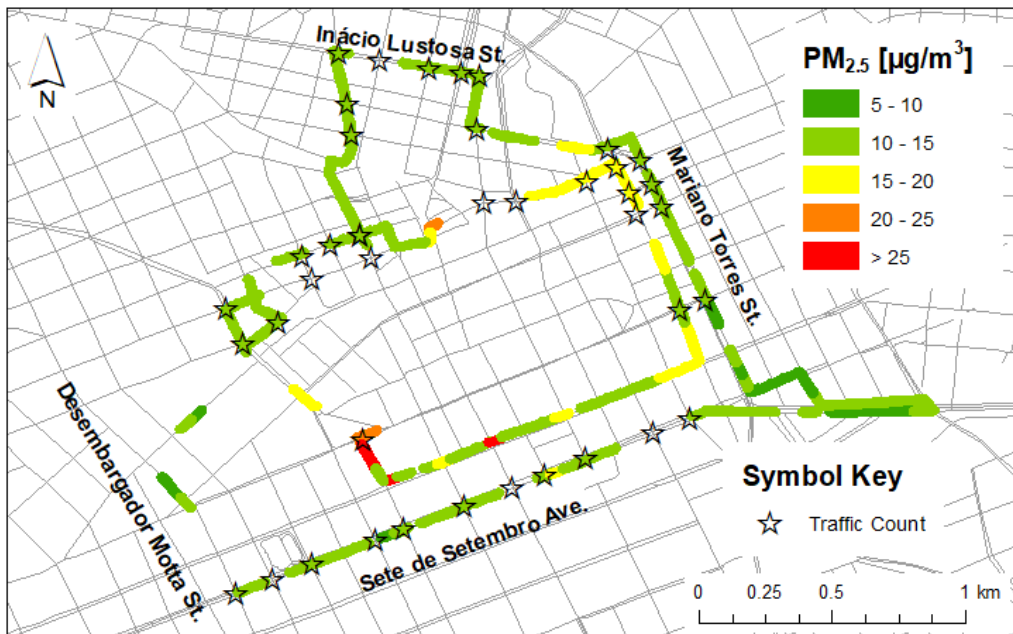 Inácio Lustosa St.
N
PM2.5 [µg/m³]
5 - 10
10 - 15
15 - 20
20 - 25
> 25
Mariano Torres St.
Desembargador Motta St.
Sete de Setembro Ave.
Symbol Key
Traffic Count
0 0.25 0.5 1 km